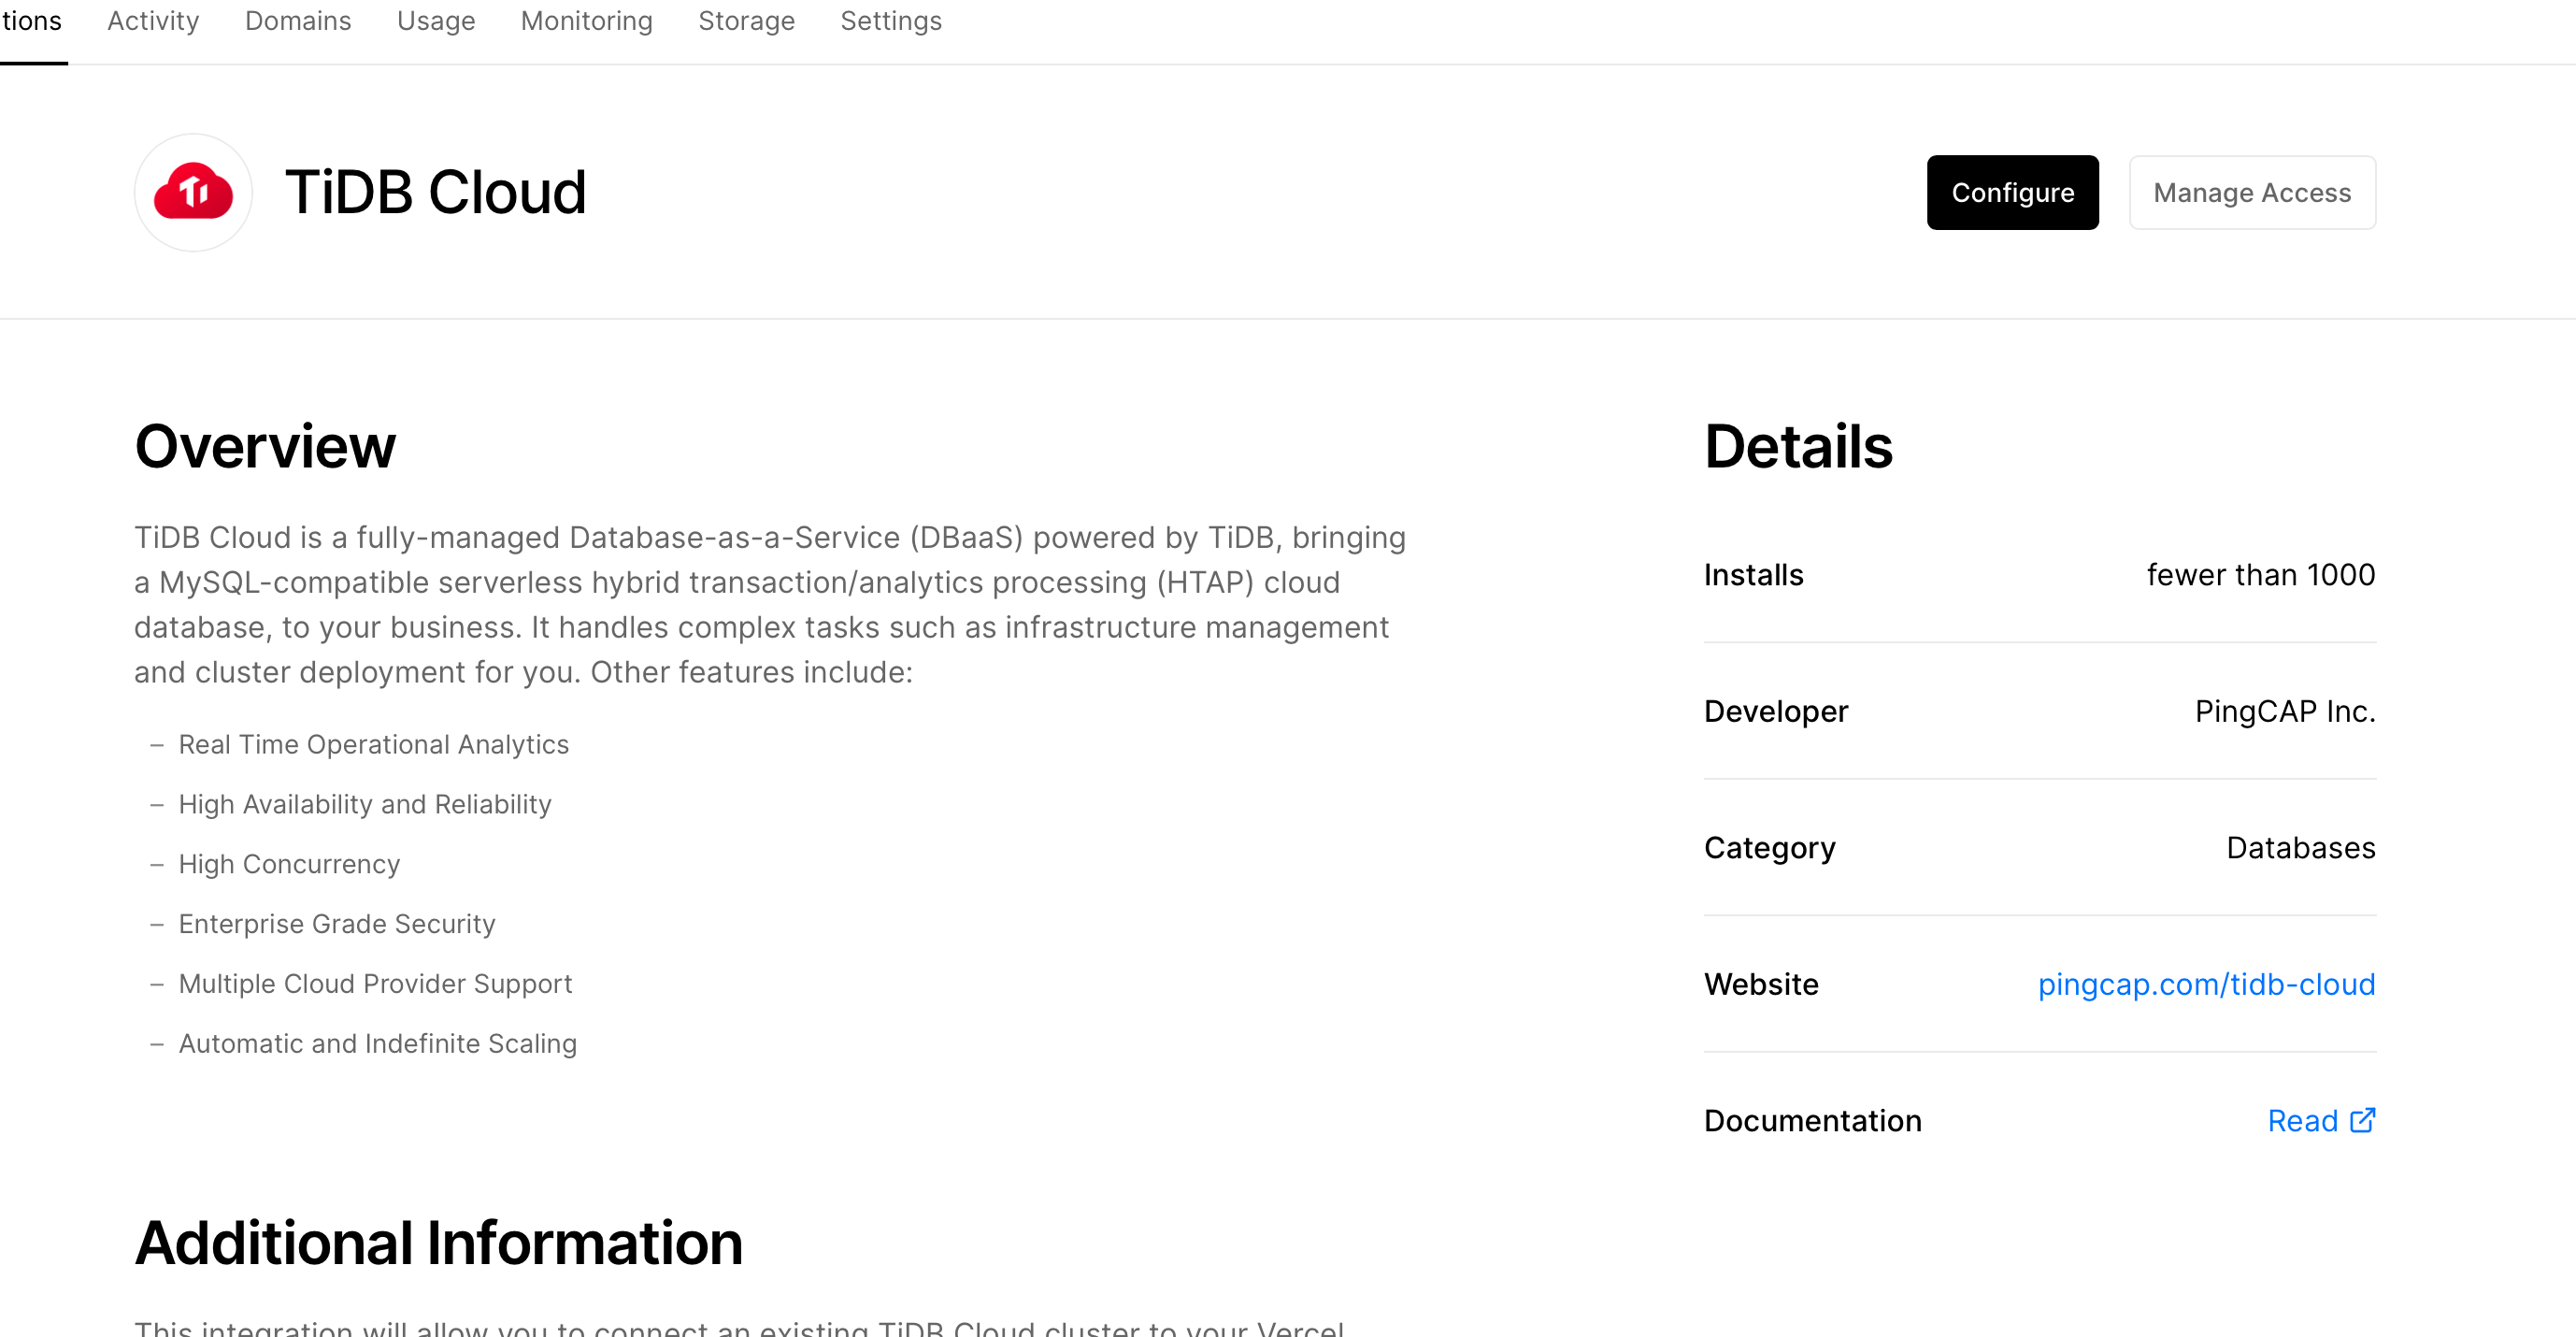 tions Activity Domains Usage Monitoring Storage Settings
TiDB Cloud
Configure Manage Access
Overview
TiDB Cloud is a fully-managed Database-as-a-Service (DBaaS) powered by TiDB, bringing
a MySQL-compatible serverless hybrid transaction/analytics processing (HTAP) cloud
database, to your business. It handles complex tasks such as infrastructure management
and cluster deployment for you. Other features include:
– Real Time Operational Analytics
– High Availability and Reliability
– High Concurrency
– Enterprise Grade Security
– Multiple Cloud Provider Support
– Automatic and Indefinite Scaling
Details
Installs fewer than 1000
Developer PingCAP Inc.
Category Databases
Website pingcap.com/tidb-cloud
Documentation Read
Additional Information
This integration will allow you to connect an existing TiDB Cloud cluster to your Vercel